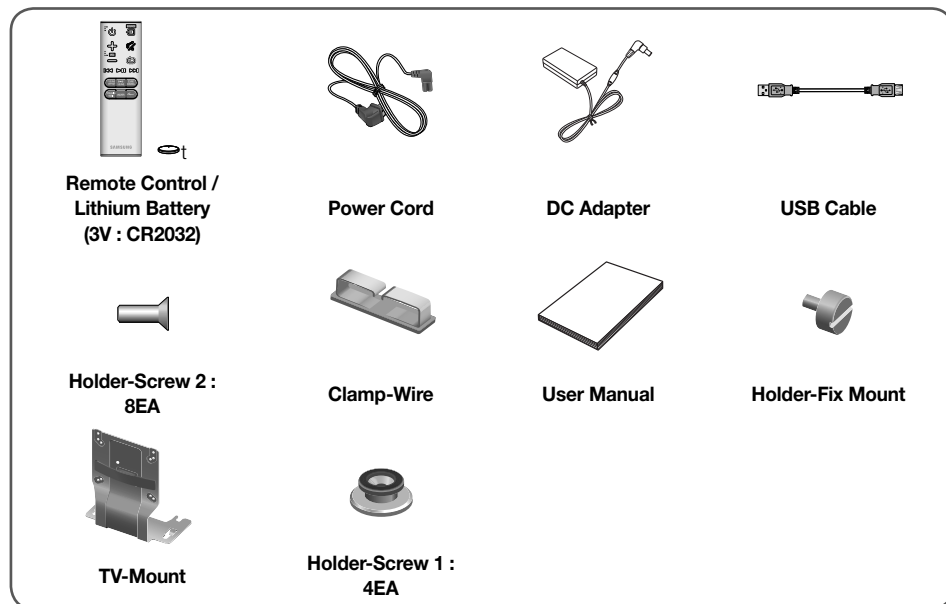 SAMSUNG
t
Remote Control /
Lithium Battery
(3V : CR2032)
Power Cord
DC Adapter
USB Cable
Holder-Screw 2 :
8EA
Clamp-Wire
User Manual
Holder-Fix Mount
TV-Mount
Holder-Screw 1 :
4EA